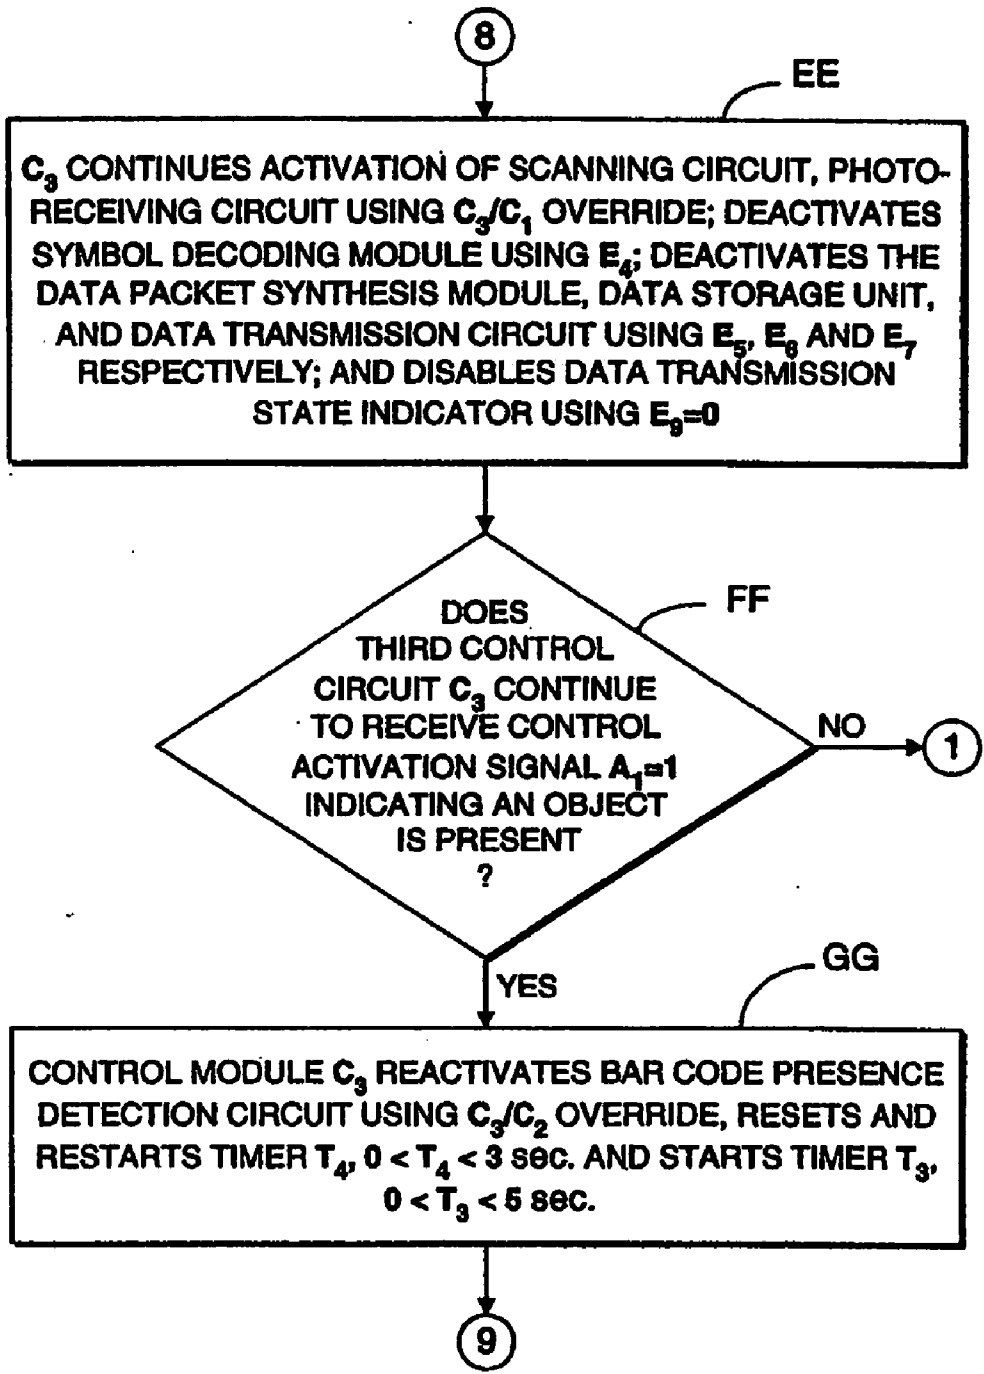 8
EE
C₃ CONTINUES ACTIVATION OF SCANNING CIRCUIT, PHOTO-
RECEIVING CIRCUIT USING C₃/C₁ OVERRIDE; DEACTIVATES
SYMBOL DECODING MODULE USING E₄; DEACTIVATES THE
DATA PACKET SYNTHESIS MODULE, DATA STORAGE UNIT,
AND DATA TRANSMISSION CIRCUIT USING E₅, E₆ AND E₇
RESPECTIVELY; AND DISABLES DATA TRANSMISSION
STATE INDICATOR USING E₉=0
FF
DOES
THIRD CONTROL
CIRCUIT C₃ CONTINUE
TO RECEIVE CONTROL
ACTIVATION SIGNAL A₁=1
INDICATING AN OBJECT
IS PRESENT
?
NO
1
YES
GG
CONTROL MODULE C₃ REACTIVATES BAR CODE PRESENCE
DETECTION CIRCUIT USING C₃/C₂ OVERRIDE, RESETS AND
RESTARTS TIMER T₄, 0 < T₄ < 3 sec. AND STARTS TIMER T₃,
0 < T₃ < 5 sec.
9